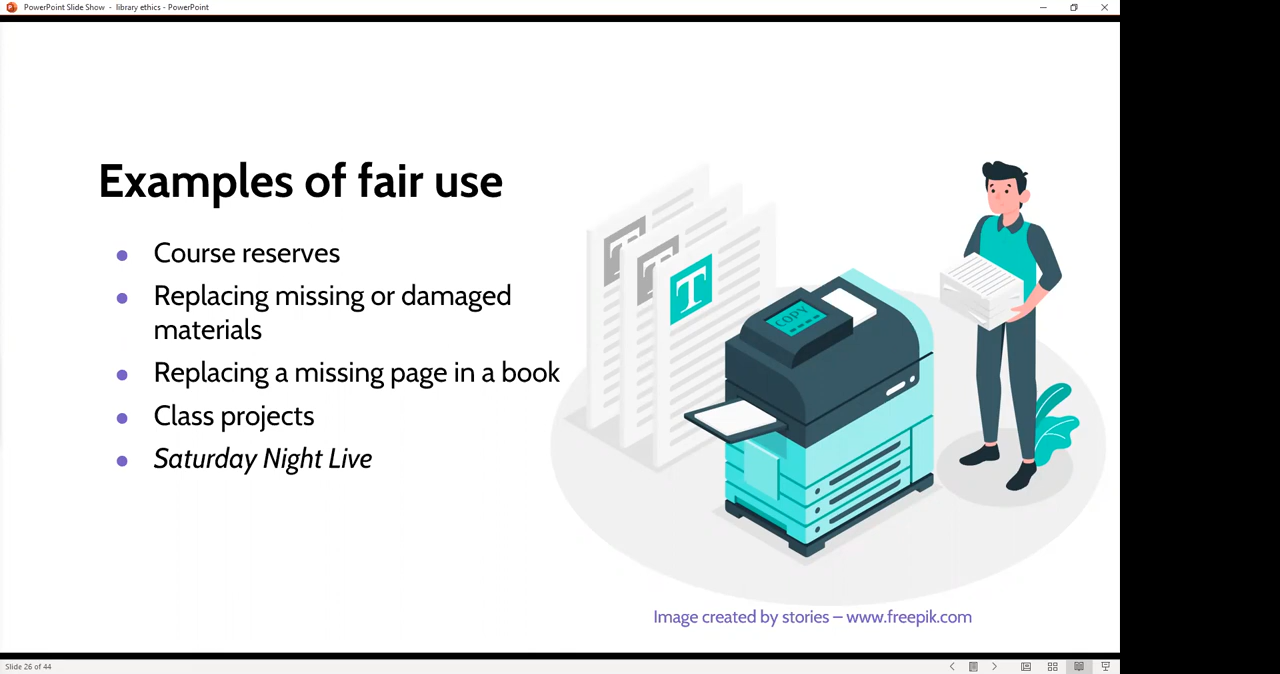 PowerPoint Slide Show - library ethics - PowerPoint
Examples of fair use
● Course reserves
● Replacing missing or damaged
materials
● Replacing a missing page in a book
● Class projects
● Saturday Night Live
T
T
T
COPY
Image created by stories – www.freepik.com
Slide 26 of 44